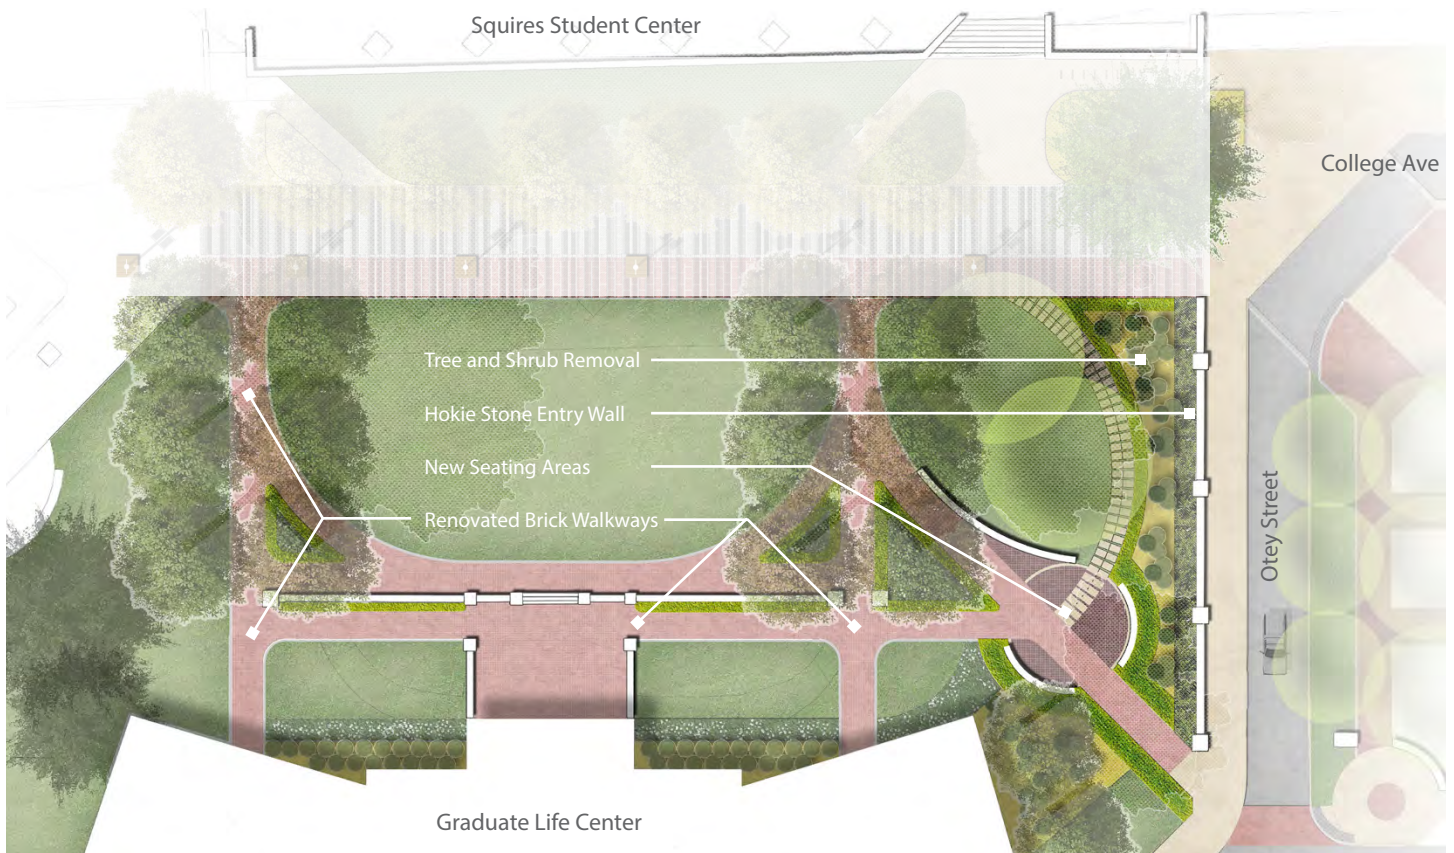 Squires Student Center
College Ave
Tree and Shrub Removal
Hokie Stone Entry Wall
New Seating Areas
Renovated Brick Walkways
Otey Street
Graduate Life Center